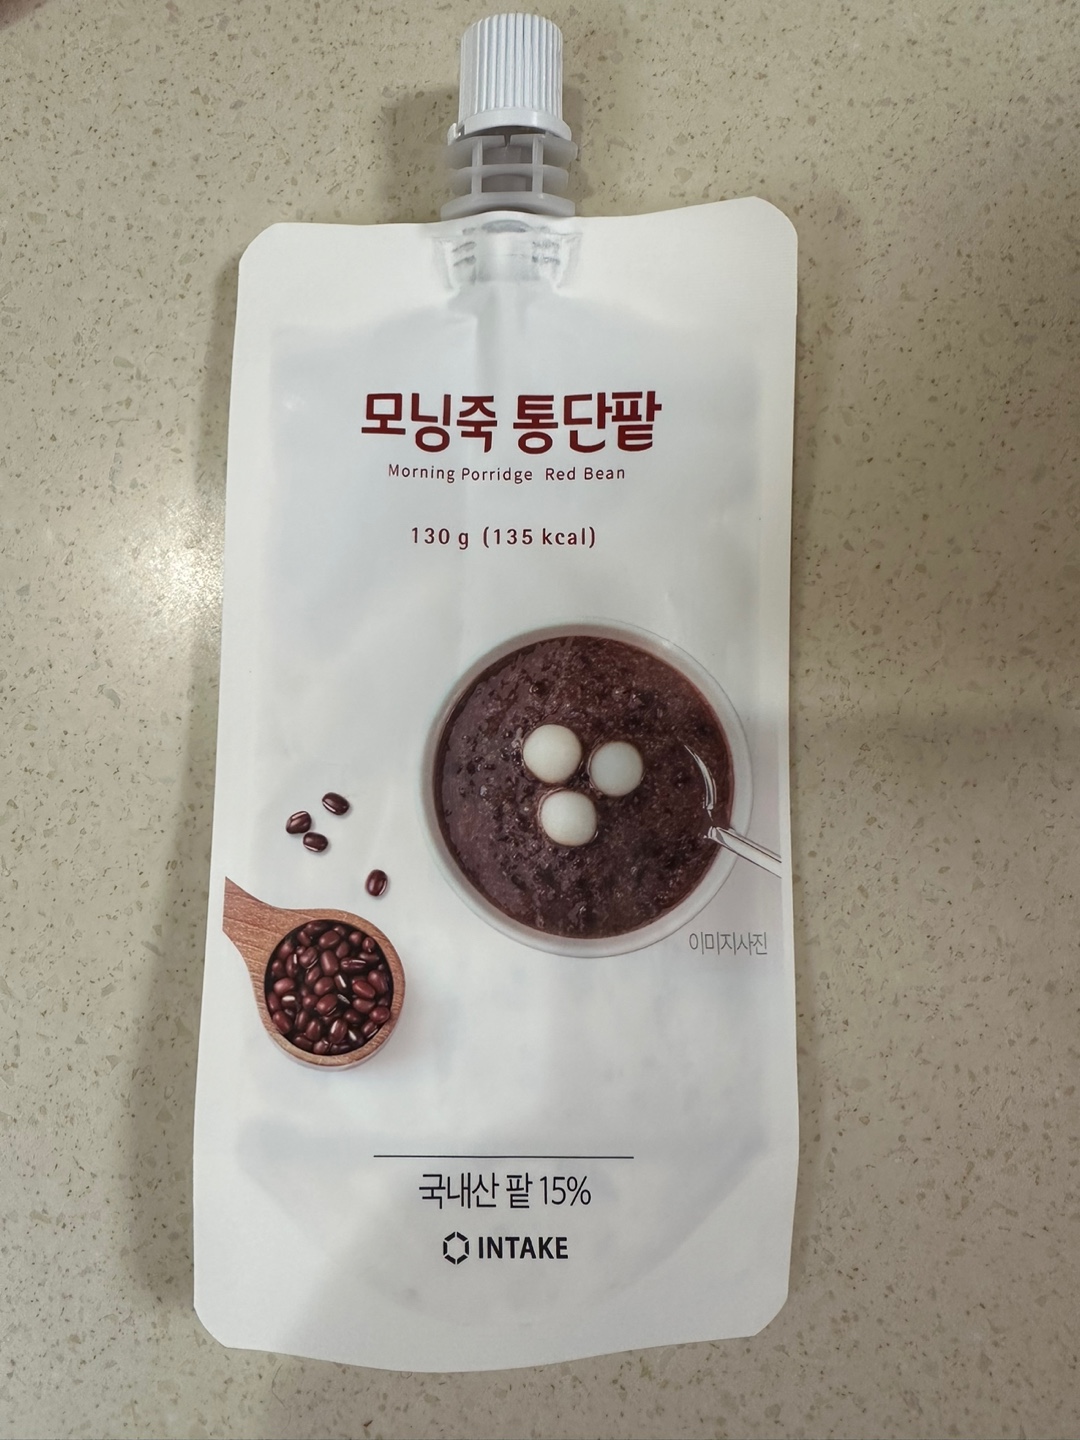 모닝죽 통단팥
Morning Porridge Red Bean
130 g (135 kcal)
이미지사진
국내산 팥 15%
INTAKE